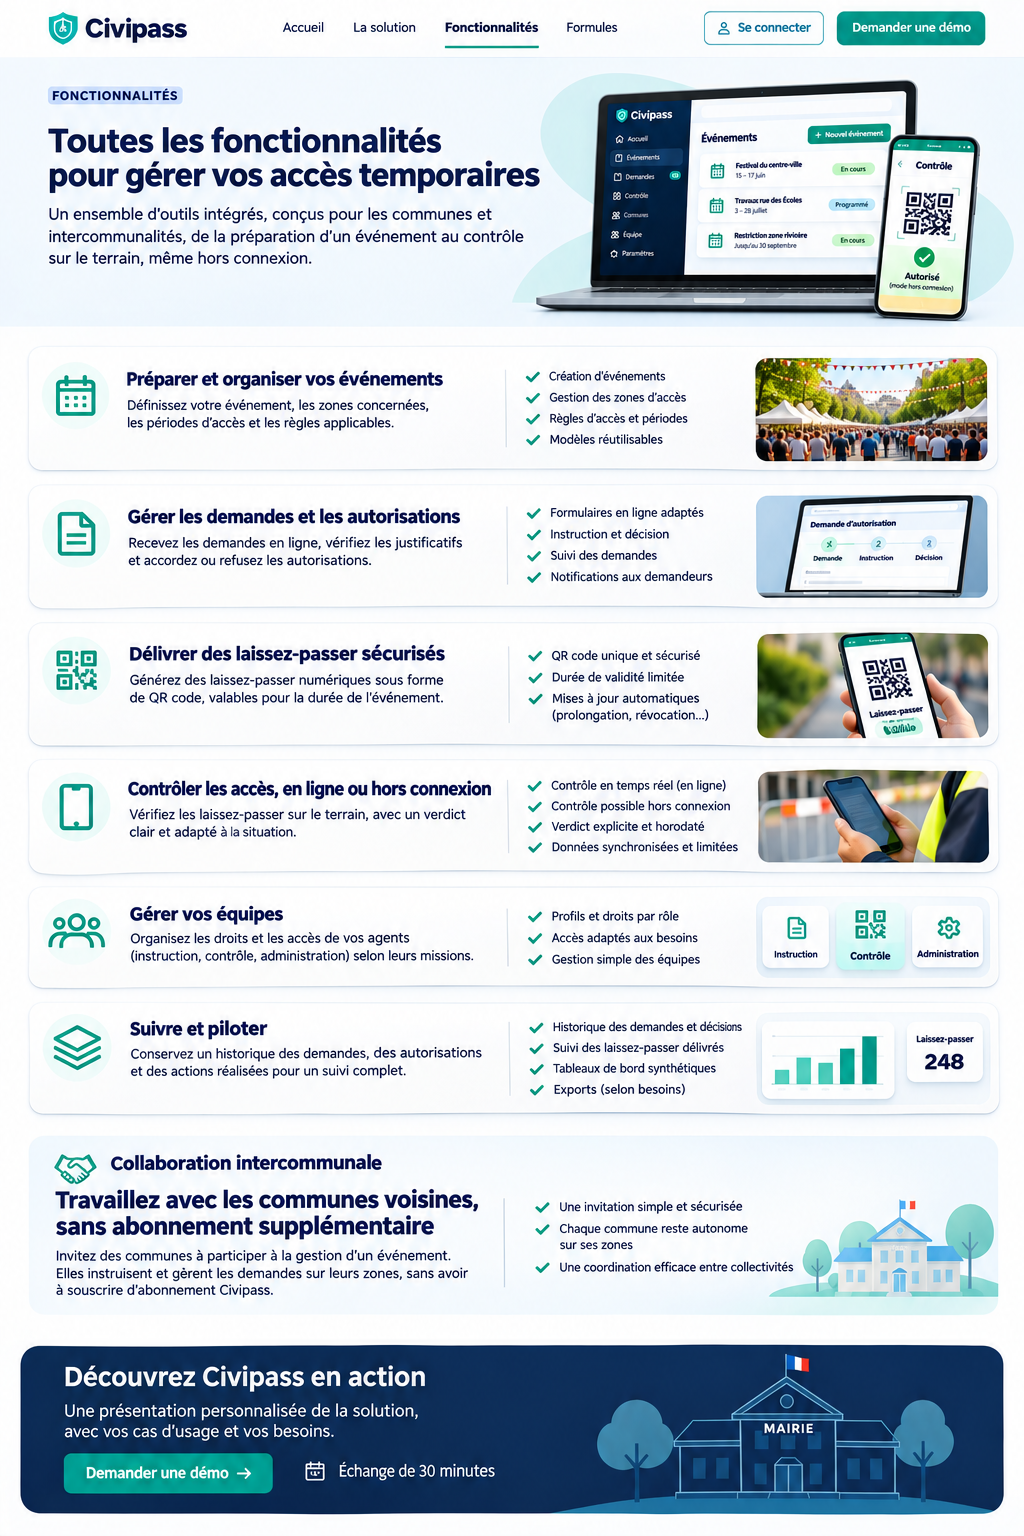 Civipass
Accueil
La solution
Fonctionnalités
Formules
Se connecter
Demander une démo
FONCTIONNALITÉS
Toutes les fonctionnalités
pour gérer vos accès temporaires
Un ensemble d'outils intégrés, conçus pour les communes et
intercommunalités, de la préparation d'un événement au contrôle
sur le terrain, même hors connexion.
Civipass
Accueil
Événements
Demandes
Contrôle
Équipe
Paramètres
Événements
+ Nouvel événement
Festival du centre-ville
15 – 17 juin
En cours
Travaux rue des Écoles
3 – 28 juillet
Programmé
Restriction zone rivière
Jusqu'au 30 septembre
En cours
Contrôle
Autorisé
(mode hors connexion)
Préparer et organiser vos événements
Définissez votre événement, les zones concernées,
les périodes d'accès et les règles applicables.
Création d'événements
Gestion des zones d'accès
Règles d'accès et périodes
Modèles réutilisables
Gérer les demandes et les autorisations
Recevez les demandes en ligne, vérifiez les justificatifs
et accordez ou refusez les autorisations.
Formulaires en ligne adaptés
Instruction et décision
Suivi des demandes
Notifications aux demandeurs
Demande d'autorisation
2
Demande
Instruction
Décision
Délivrer des laissez-passer sécurisés
Générez des laissez-passer numériques sous forme
de QR code, valables pour la durée de l'événement.
QR code unique et sécurisé
Durée de validité limitée
Mises à jour automatiques
(prolongation, révocation...)
Laissez-passer
Contrôler les accès, en ligne ou hors connexion
Vérifiez les laissez-passer sur le terrain, avec un verdict
clair et adapté à la situation.
Contrôle en temps réel (en ligne)
Contrôle possible hors connexion
Verdict explicite et horodaté
Données synchronisées et limitées
Gérer vos équipes
Organisez les droits et les accès de vos agents
(instruction, contrôle, administration) selon leurs missions.
Profils et droits par rôle
Accès adaptés aux besoins
Gestion simple des équipes
Instruction
Contrôle
Administration
Suivre et piloter
Conservez un historique des demandes, des autorisations
et des actions réalisées pour un suivi complet.
Historique des demandes et décisions
Suivi des laissez-passer délivrés
Tableaux de bord synthétiques
Exports (selon besoins)
Laissez-passer
248
Collaboration intercommunale
Travaillez avec les communes voisines,
sans abonnement supplémentaire
Invitez des communes à participer à la gestion d'un événement.
Elles instruisent et gèrent les demandes sur leurs zones, sans avoir
à souscrire d'abonnement Civipass.
Une invitation simple et sécurisée
Chaque commune reste autonome
sur ses zones
Une coordination efficace entre collectivités
Découvrez Civipass en action
Une présentation personnalisée de la solution,
avec vos cas d'usage et vos besoins.
Demander une démo →
Échange de 30 minutes
MAIRIE